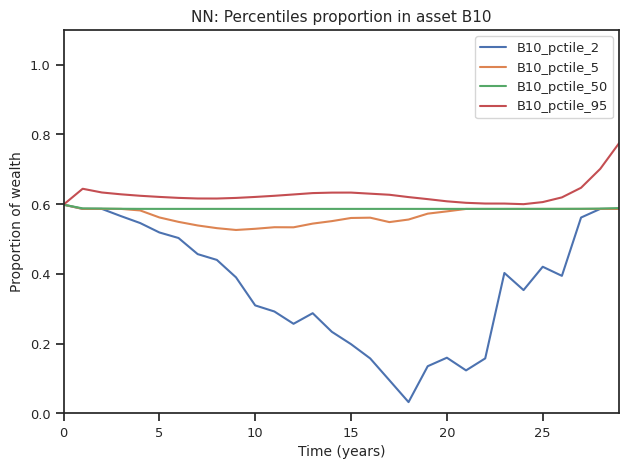 NN: Percentiles proportion in asset B10
B10_pctile_2
B10_pctile_5
B10_pctile_50
B10_pctile_95
Proportion of wealth
1.0
0.8
0.6
0.4
0.2
0.0
0 5 10 15 20 25
Time (years)